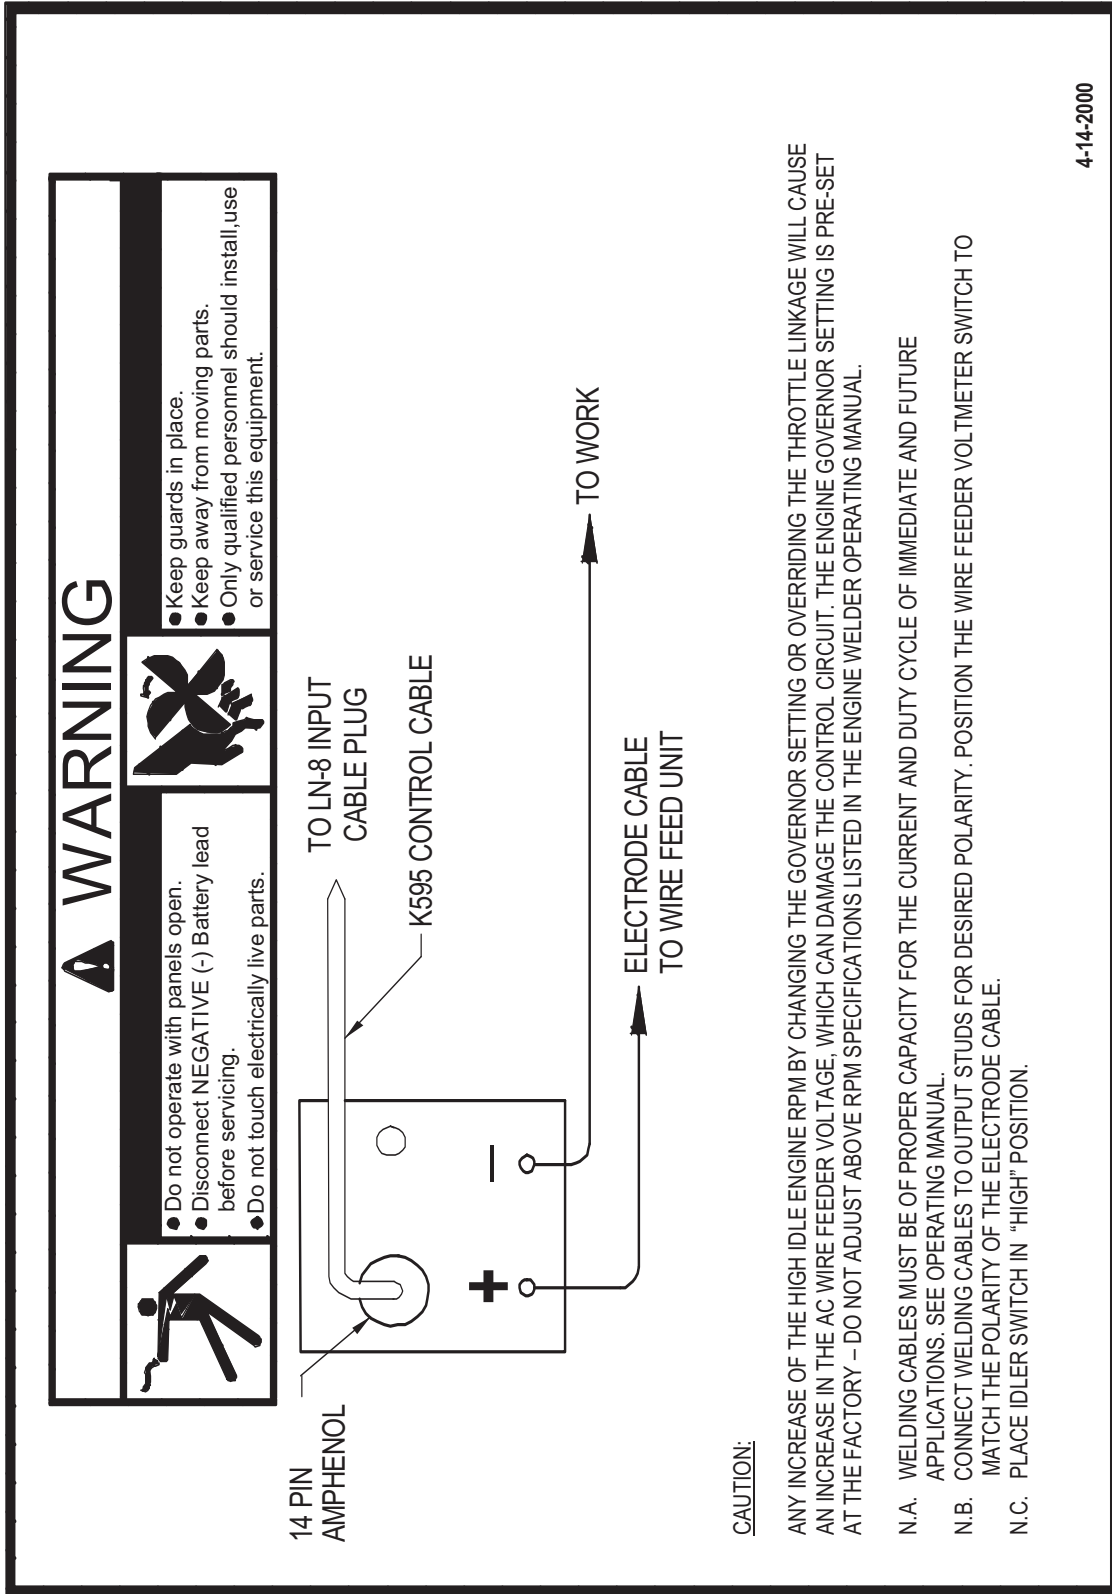 WARNING
● Do not operate with panels open.
● Disconnect NEGATIVE (-) Battery lead
before servicing.
● Do not touch electrically live parts.
● Keep guards in place.
● Keep away from moving parts.
● Only qualified personnel should install,use
or service this equipment.
14 PIN
AMPHENOL
TO LN-8 INPUT
CABLE PLUG
K595 CONTROL CABLE
+
−
ELECTRODE CABLE
TO WIRE FEED UNIT
TO WORK
CAUTION:
ANY INCREASE OF THE HIGH IDLE ENGINE RPM BY CHANGING THE GOVERNOR SETTING OR OVERRIDING THE THROTTLE LINKAGE WILL CAUSE
AN INCREASE IN THE AC WIRE FEEDER VOLTAGE, WHICH CAN DAMAGE THE CONTROL CIRCUIT. THE ENGINE GOVERNOR SETTING IS PRE-SET
AT THE FACTORY – DO NOT ADJUST ABOVE RPM SPECIFICATIONS LISTED IN THE ENGINE WELDER OPERATING MANUAL.
N.A. WELDING CABLES MUST BE OF PROPER CAPACITY FOR THE CURRENT AND DUTY CYCLE OF IMMEDIATE AND FUTURE
APPLICATIONS. SEE OPERATING MANUAL.
N.B. CONNECT WELDING CABLES TO OUTPUT STUDS FOR DESIRED POLARITY. POSITION THE WIRE FEEDER VOLTMETER SWITCH TO
MATCH THE POLARITY OF THE ELECTRODE CABLE.
N.C. PLACE IDLER SWITCH IN "HIGH" POSITION.
4-14-2000